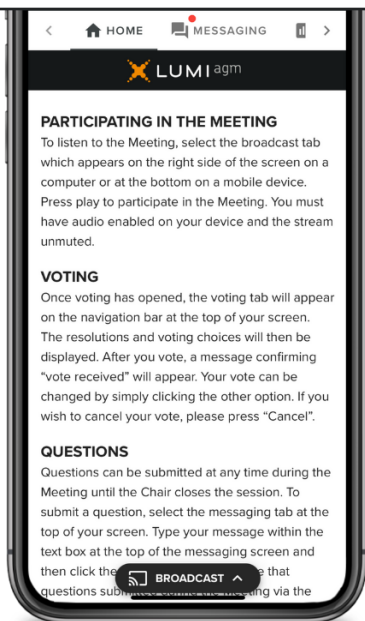 HOME MESSAGING
LUMI agm
PARTICIPATING IN THE MEETING
To listen to the Meeting, select the broadcast tab
which appears on the right side of the screen on a
computer or at the bottom on a mobile device.
Press play to participate in the Meeting. You must
have audio enabled on your device and the stream
unmuted.
VOTING
Once voting has opened, the voting tab will appear
on the navigation bar at the top of your screen.
The resolutions and voting choices will then be
displayed. After you vote, a message confirming
“vote received” will appear. Your vote can be
changed by simply clicking the other option. If you
wish to cancel your vote, please press “Cancel”.
QUESTIONS
Questions can be submitted at any time during the
Meeting until the Chair closes the session. To
submit a question, select the messaging tab at the
top of your screen. Type your message within the
text box at the top of the messaging screen and
then click the BROADCAST that
questions via the